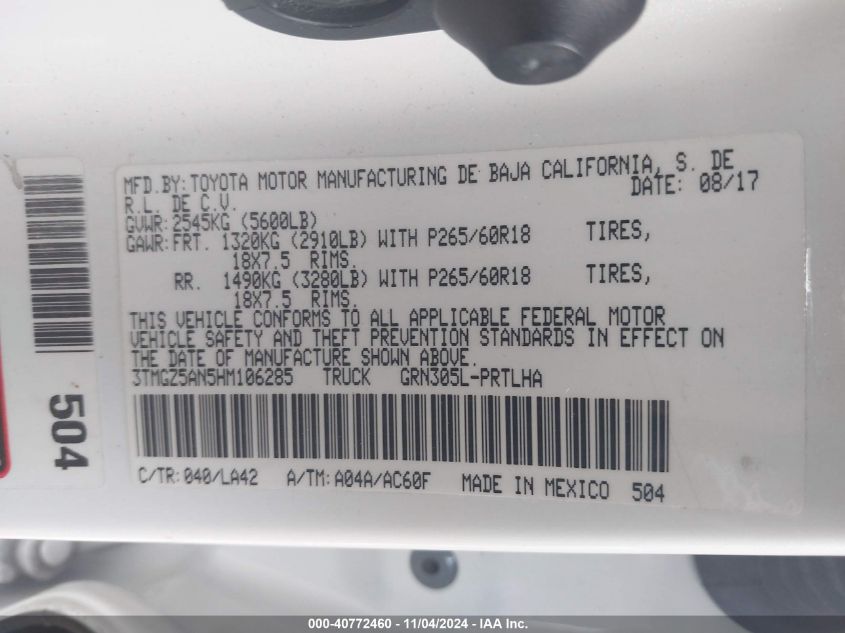 MFD.BY:TOYOTA MOTOR MANUFACTURING DE BAJA CALIFORNIA, S. DE
R.L. DE C.V. DATE: 08/17
GVWR: 2545KG (5600LB)
GAWR: FRT. 1320KG (2910LB) WITH P265/60R18 TIRES,
18X7.5 RIMS.
RR. 1490KG (3280LB) WITH P265/60R18 TIRES,
18X7.5 RIMS.
THIS VEHICLE CONFORMS TO ALL APPLICABLE FEDERAL MOTOR
VEHICLE SAFETY AND THEFT PREVENTION STANDARDS IN EFFECT ON
THE DATE OF MANUFACTURE SHOWN ABOVE.
3TMGZ5AN5HM106285 TRUCK GRN305L-PRTLHA
C/TR:040/LA42 A/TM:A04A/AC60F MADE IN MEXICO 504
504
000-40772460 - 11/04/2024 - IAA Inc.